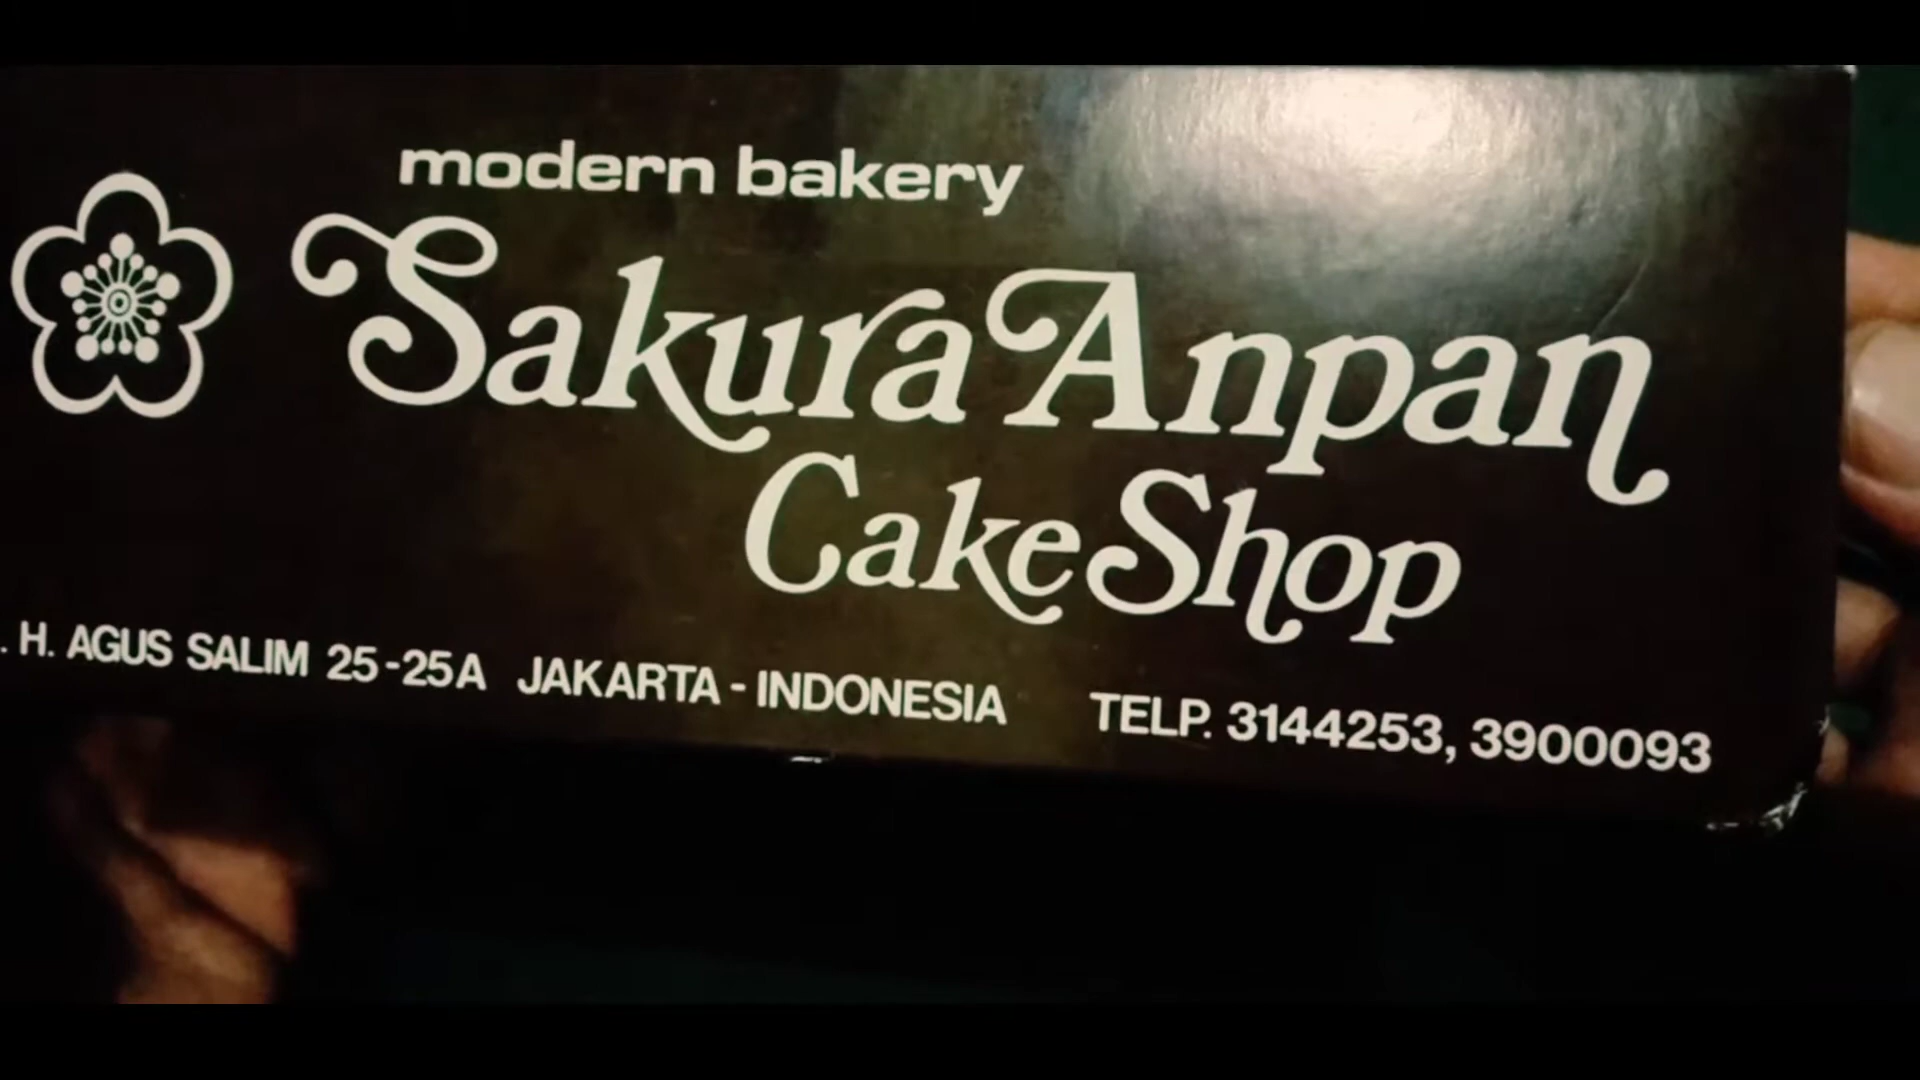 modern bakery
Sakura Anpan
Cake Shop
. H. AGUS SALIM 25-25A JAKARTA - INDONESIA TELP. 3144253, 3900093